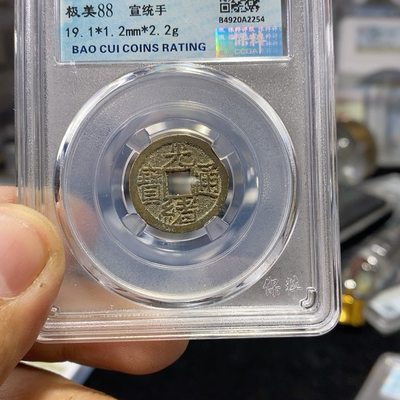 极美88 宣统手
19.1*1.2mm*2.2g
BAO CUI COINS RATING
B4920A2254
光
寶 通
緒